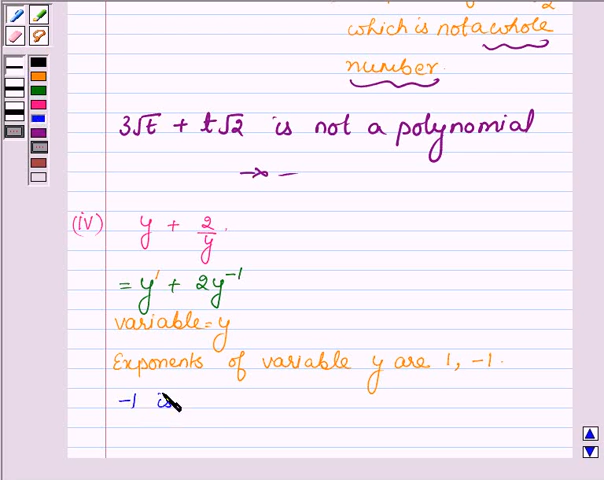 which is not a whole
number.
3√t + t√2 is not a polynomial
(iv) y + 2/y.
= y¹ + 2y⁻¹
variable = y
Exponents of variable y are 1, -1.
-1 is